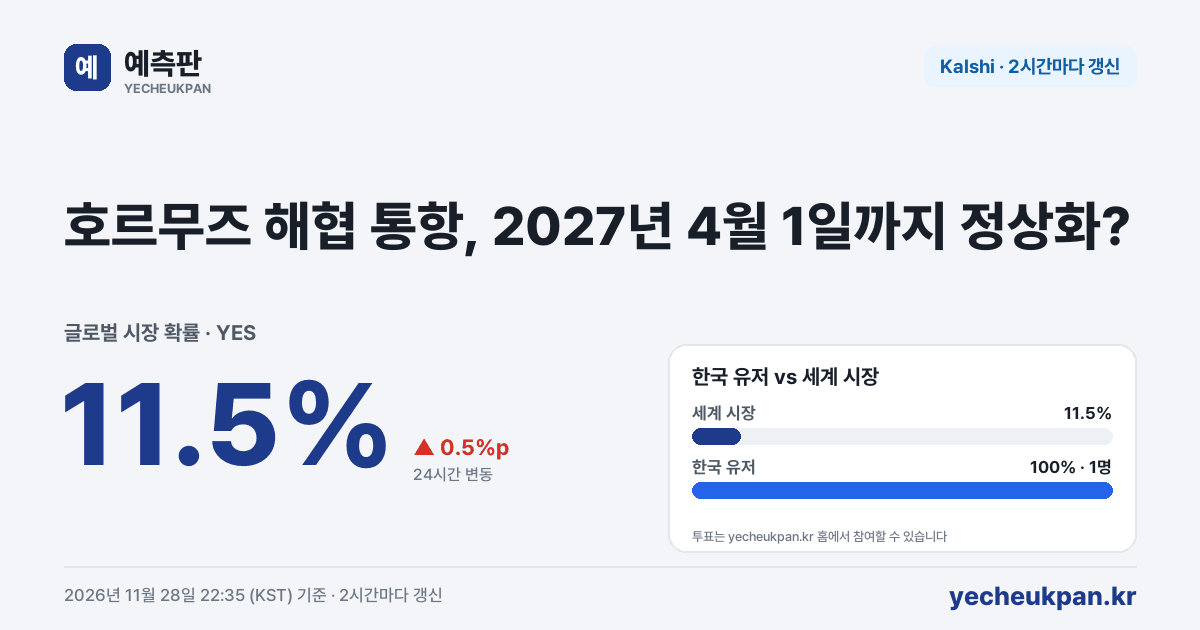 예
예측판
YECHEUKPAN
Kalshi · 2시간마다 갱신
호르무즈 해협 통항, 2027년 4월 1일까지 정상화?
글로벌 시장 확률 · YES
11.5%
▲ 0.5%p
24시간 변동
한국 유저 vs 세계 시장
세계 시장 11.5%
한국 유저 100% · 1명
투표는 yecheukpan.kr 홈에서 참여할 수 있습니다
2026년 11월 28일 22:35 (KST) 기준 · 2시간마다 갱신
yecheukpan.kr